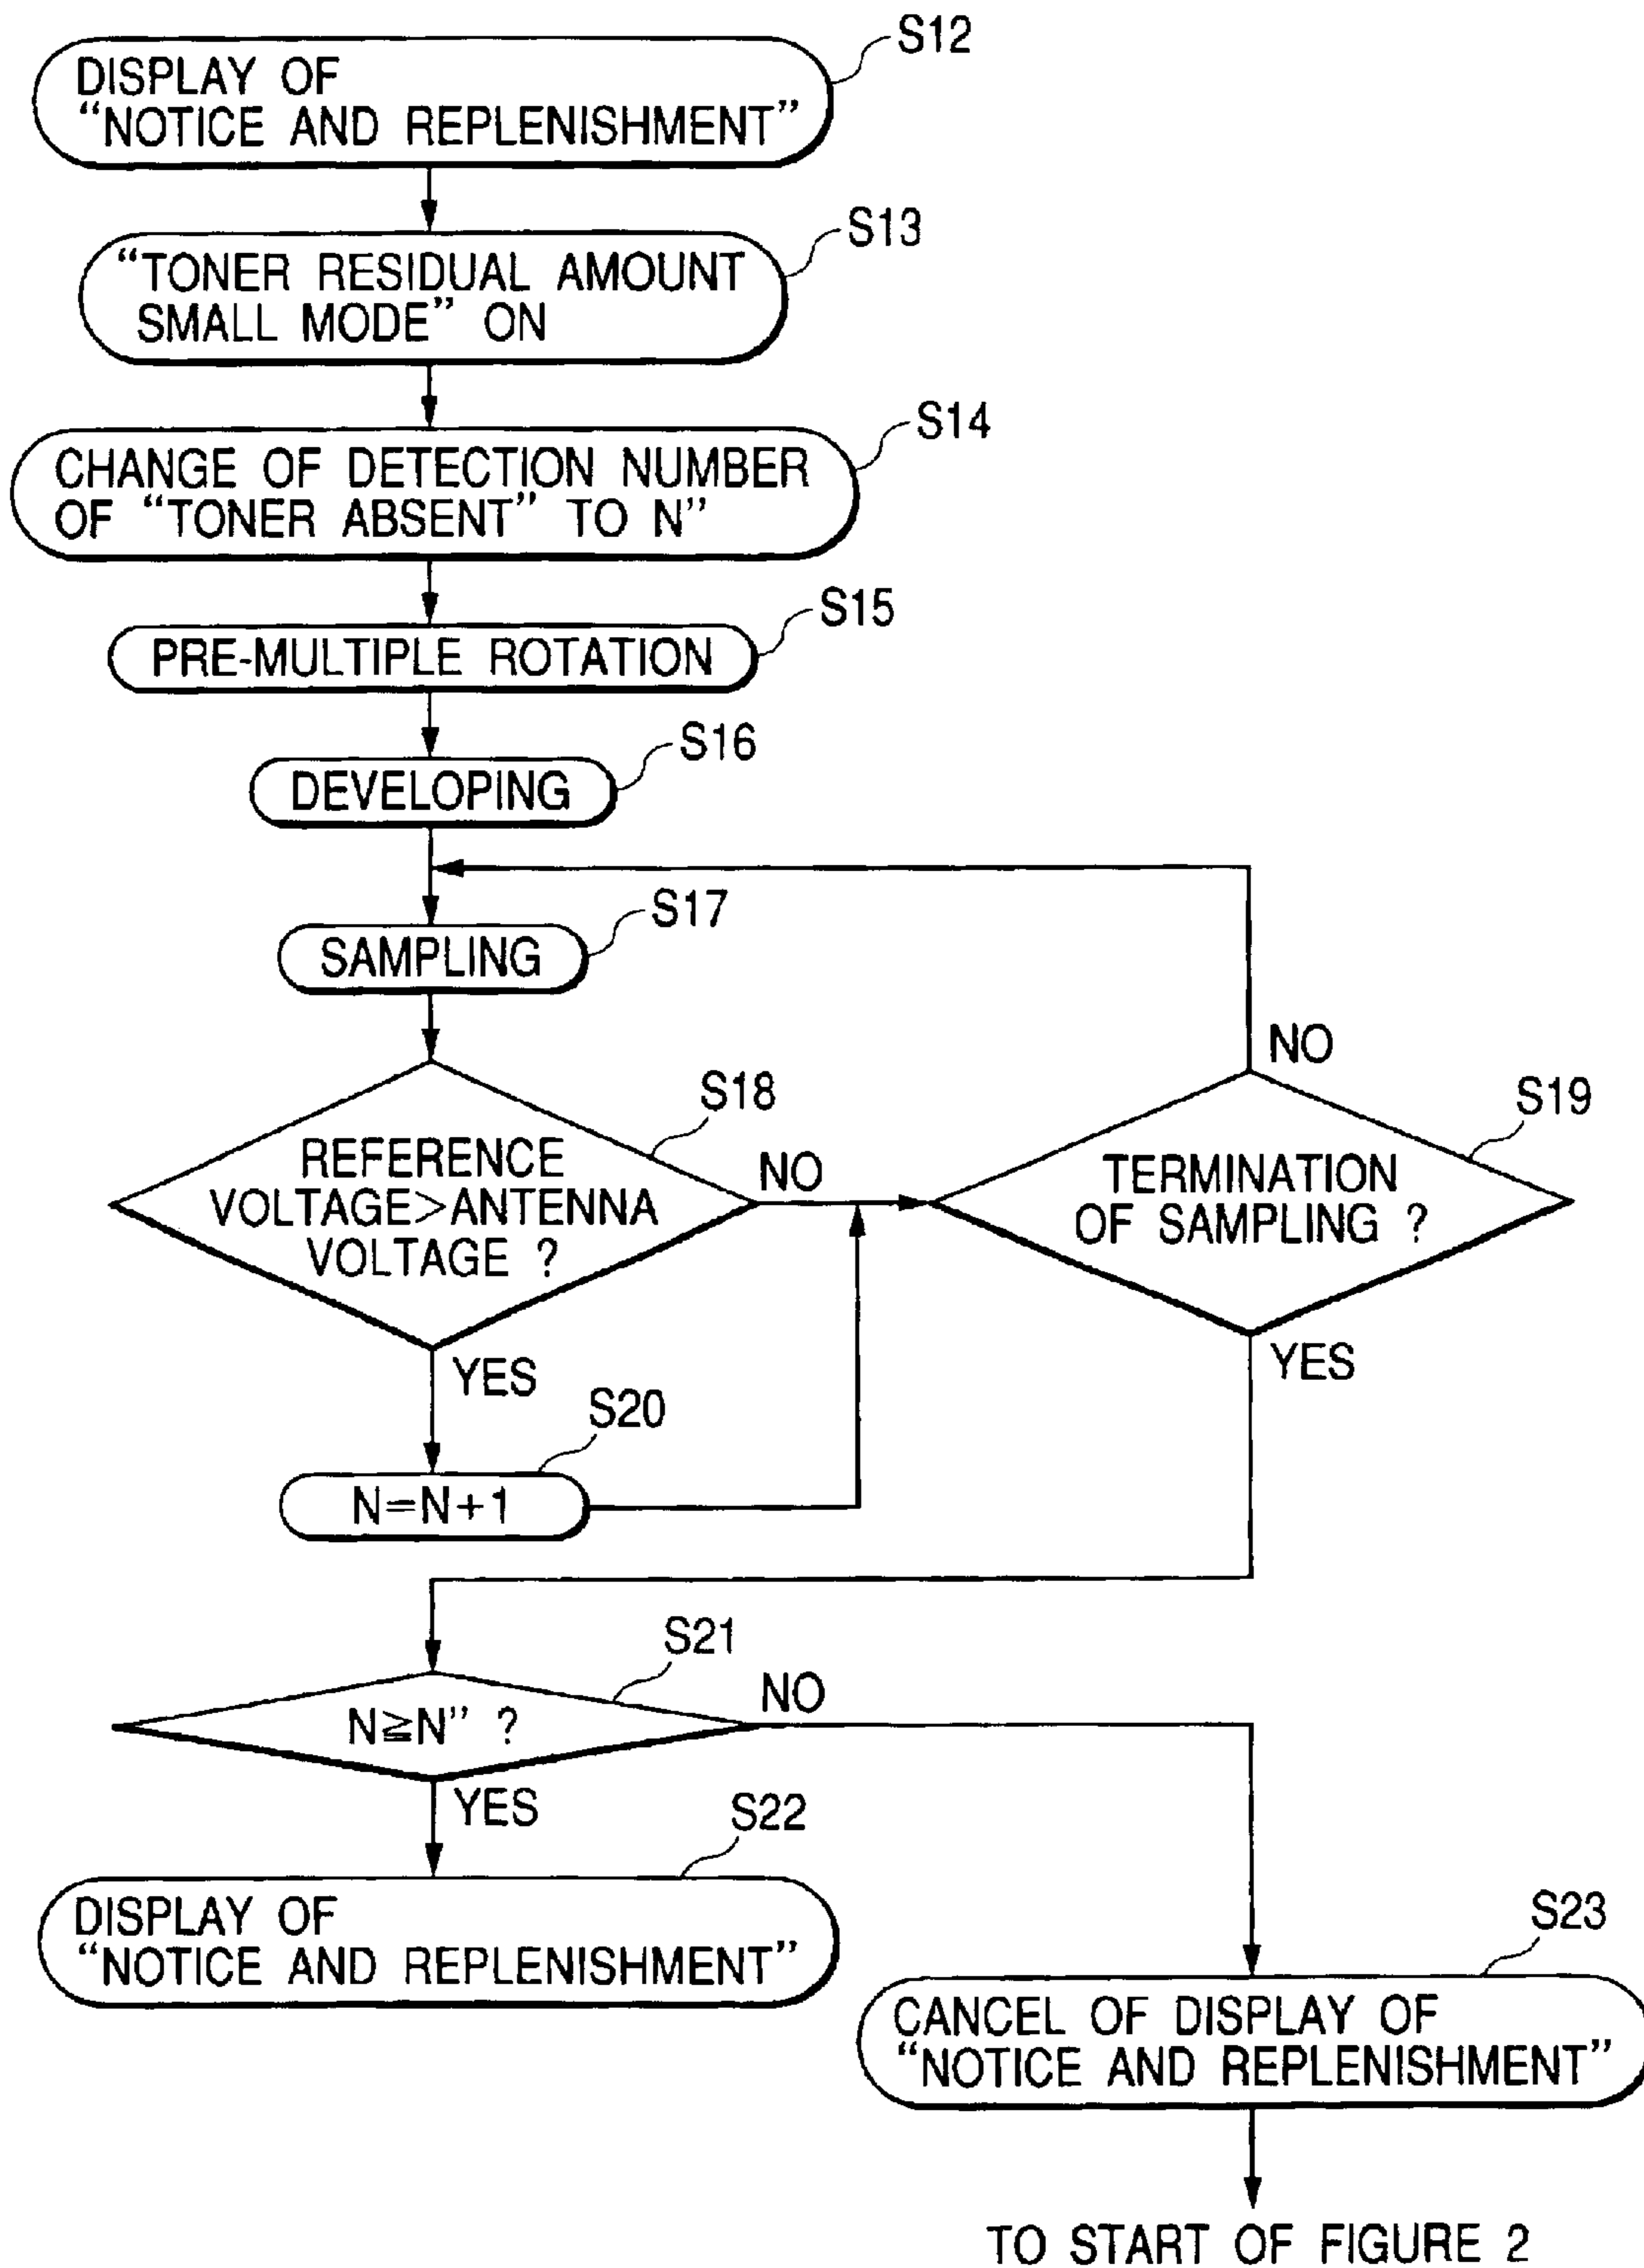 S12
DISPLAY OF
“NOTICE AND REPLENISHMENT”
S13
“TONER RESIDUAL AMOUNT
SMALL MODE” ON
S14
CHANGE OF DETECTION NUMBER
OF “TONER ABSENT” TO N”
S15
PRE-MULTIPLE ROTATION
S16
DEVELOPING
S17
SAMPLING
S18
REFERENCE
VOLTAGE>ANTENNA
VOLTAGE ?
NO
YES
S19
TERMINATION
OF SAMPLING ?
NO
YES
S20
N=N+1
S21
N≧N” ?
NO
YES
S22
DISPLAY OF
“NOTICE AND REPLENISHMENT”
S23
CANCEL OF DISPLAY OF
“NOTICE AND REPLENISHMENT”
TO START OF FIGURE 2